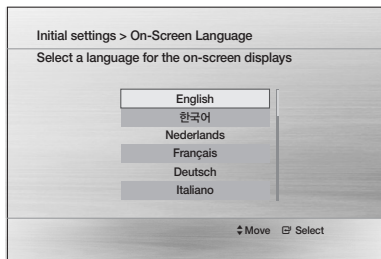 Initial settings > On-Screen Language
Select a language for the on-screen displays
English
한국어
Nederlands
Français
Deutsch
Italiano
Move Select